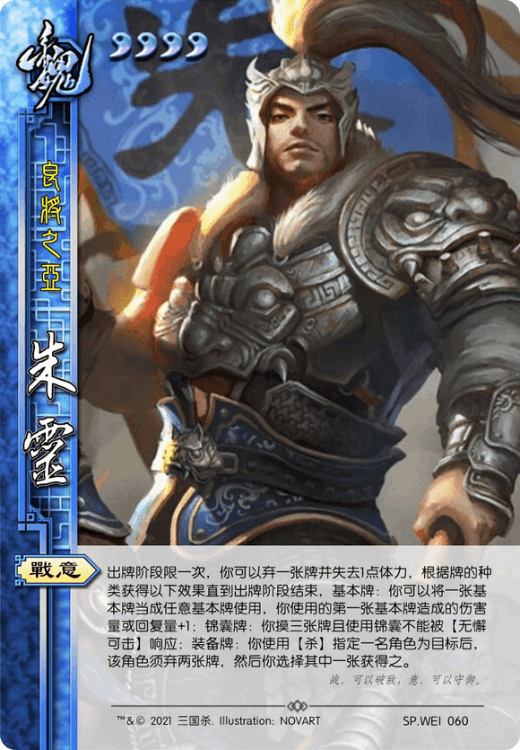 魏
良將之亞
朱靈
戰意
出牌阶段限一次，你可以弃一张牌并失去1点体力，根据牌的种
类获得以下效果直到出牌阶段结束，基本牌：你可以将一张基
本牌当成任意基本牌使用，你使用的第一张基本牌造成的伤害
量或回复量+1；锦囊牌：你摸三张牌且使用锦囊不能被【无懈
可击】响应；装备牌：你使用【杀】指定一名角色为目标后，
该角色须弃两张牌，然后你选择其中一张获得之。
战，可以破敌；意，可以守御。
™&© 2021 三国杀. Illustration: NOVART
SP.WEI 060